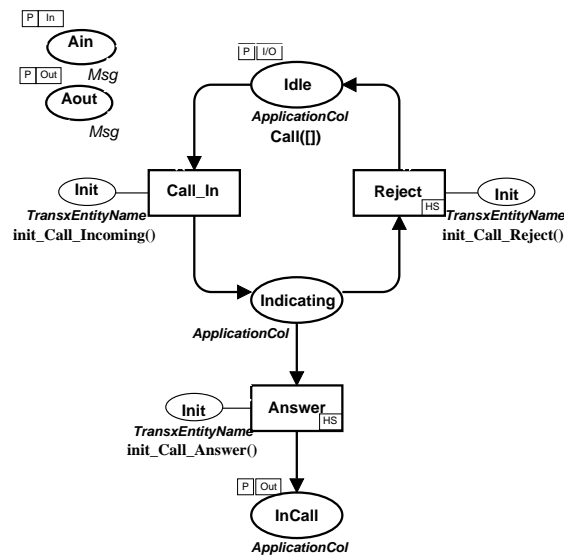 P In
Ain
Msg
P Out
Aout
Msg
P I/O
Idle
ApplicationCol
Call([])
Init
Call_In
TransxEntityName
init_Call_Incoming()
Reject
HS
Init
TransxEntityName
init_Call_Reject()
Indicating
ApplicationCol
Init
Answer
HS
TransxEntityName
init_Call_Answer()
P Out
InCall
ApplicationCol